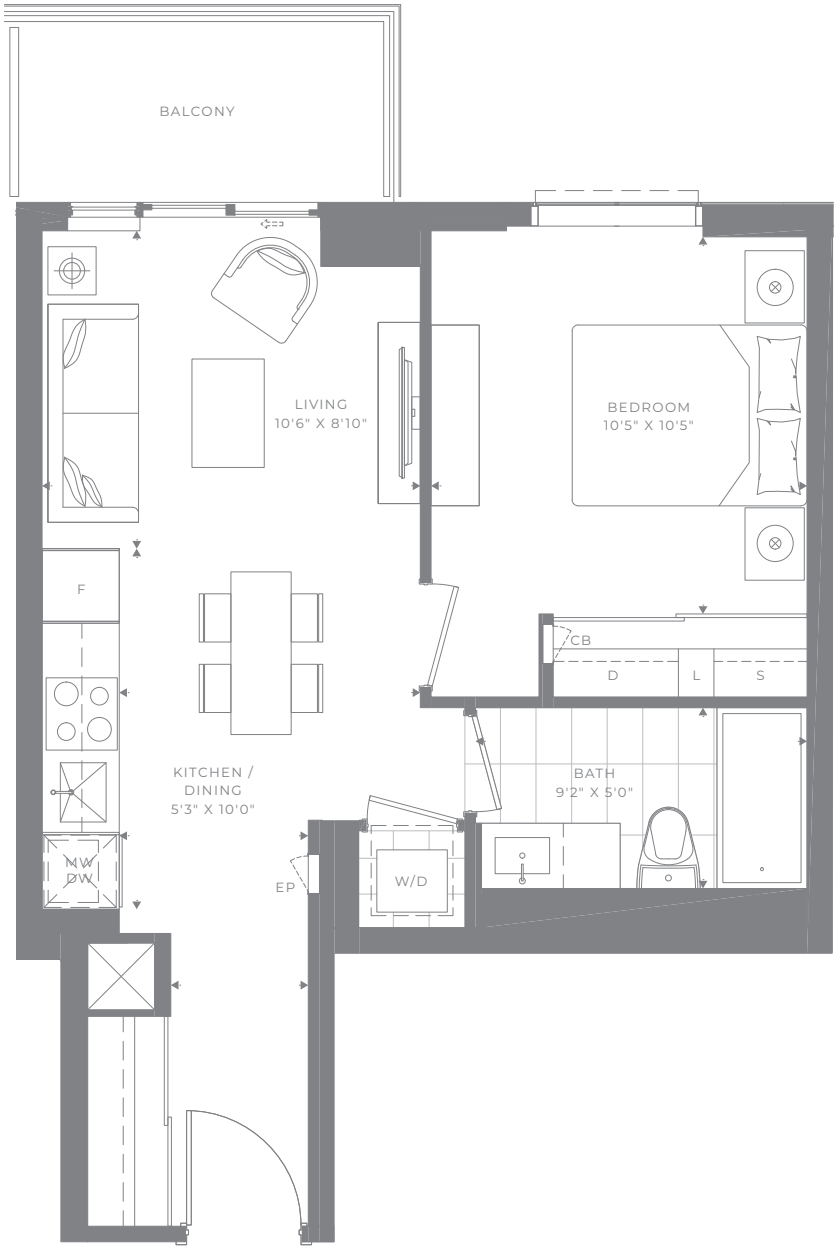 BALCONY
LIVING
10'6" X 8'10"
BEDROOM
10'5" X 10'5"
F
CB
D
L
S
KITCHEN /
DINING
5'3" X 10'0"
BATH
9'2" X 5'0"
MW
DW
EP
W/D